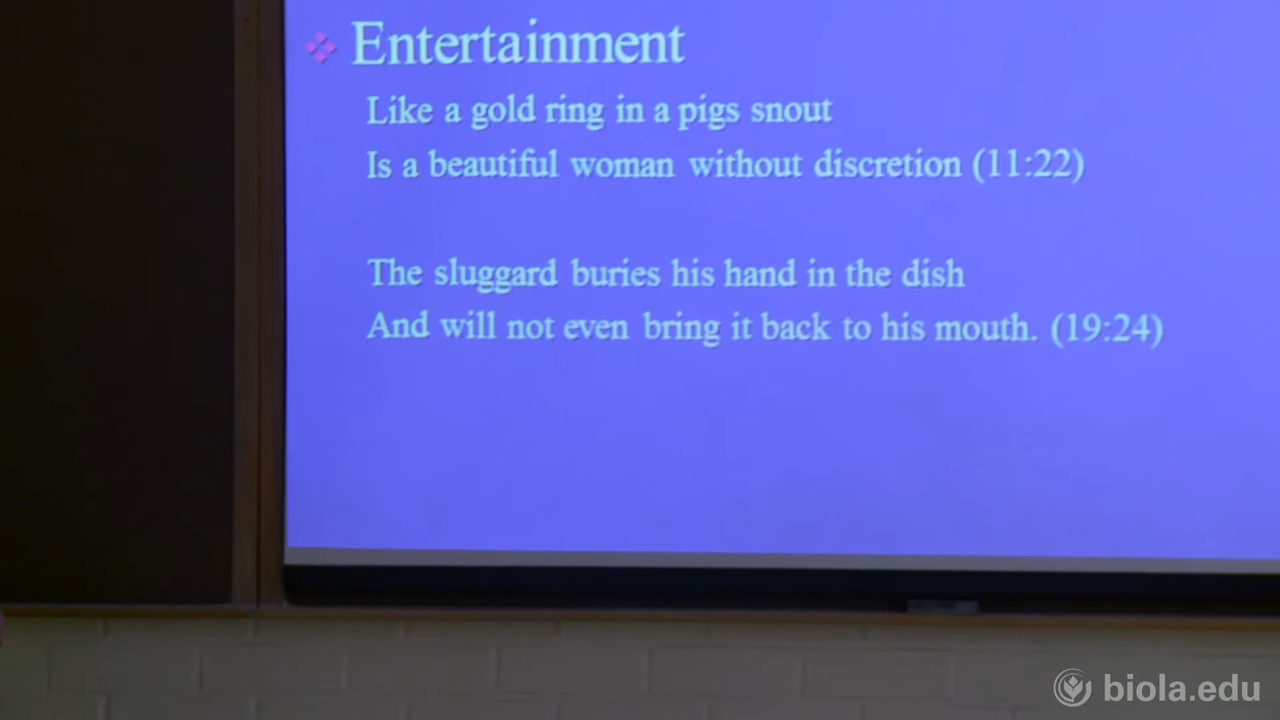 Entertainment
Like a gold ring in a pigs snout
Is a beautiful woman without discretion (11:22)
The sluggard buries his hand in the dish
And will not even bring it back to his mouth. (19:24)
biola.edu